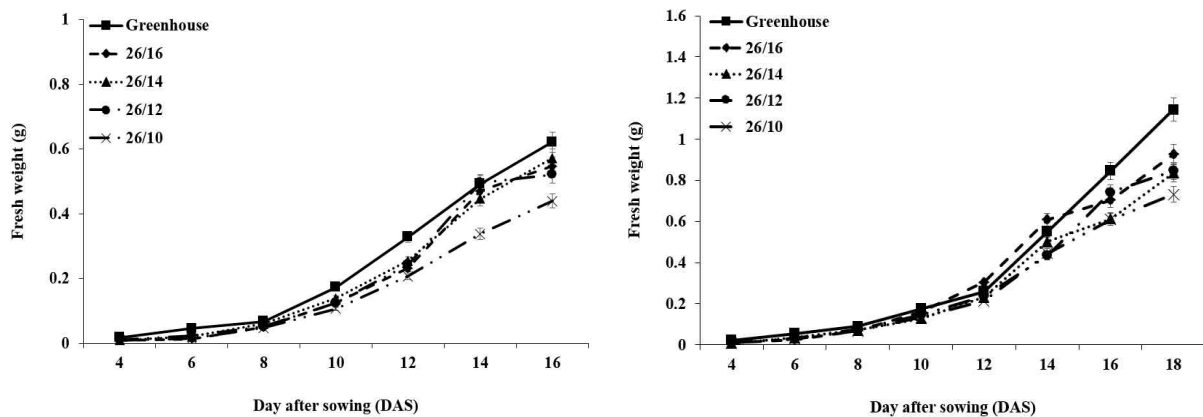 1
0.8
0.6
0.4
0.2
0
Fresh weight (g)
Greenhouse
26/16
26/14
26/12
26/10
4 6 8 10 12 14 16
Day after sowing (DAS)
1.6
1.4
1.2
1
0.8
0.6
0.4
0.2
0
Fresh weight (g)
Greenhouse
26/16
26/14
26/12
26/10
4 6 8 10 12 14 16 18
Day after sowing (DAS)